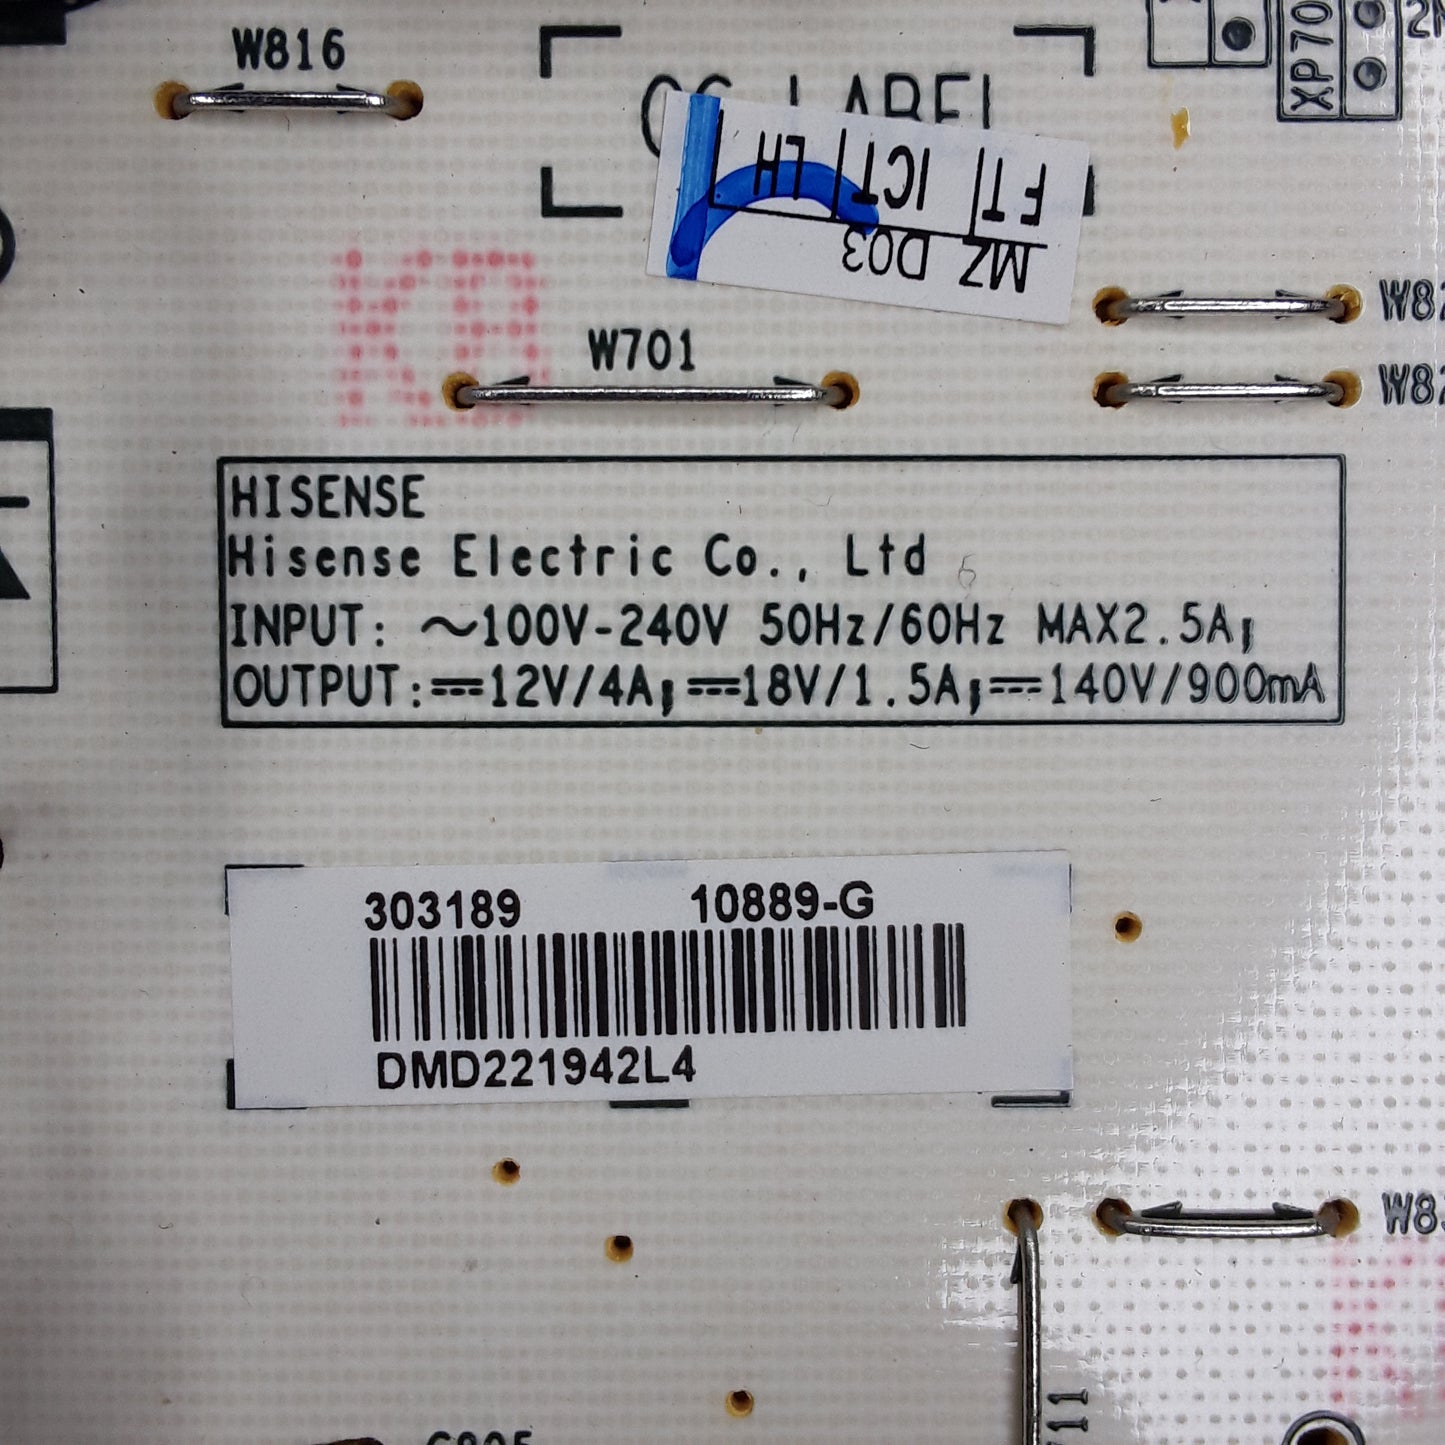 W816
LABEL
XP70
FT ICT LH
MZ D03
W701
HISENSE
Hisense Electric Co., Ltd
INPUT: ～100V-240V 50Hz/60Hz MAX2.5A;
OUTPUT:⎓12V/4A;⎓18V/1.5A;⎓140V/900mA
303189 10889-G
DMD221942L4